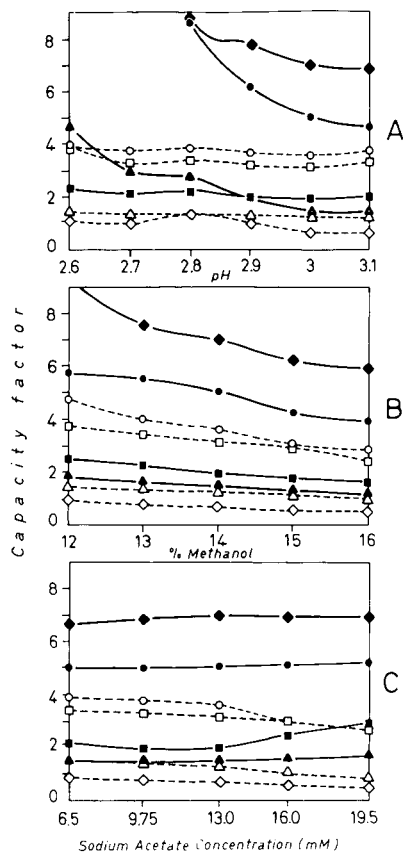 8
6
4
2
0
A
2.6 2.7 2.8 2.9 3 3.1
pH
Capacity factor
8
6
4
2
0
B
12 13 14 15 16
% Methanol
8
6
4
2
0
C
6.5 9.75 13.0 16.0 19.5
Sodium Acetate Concentration (mM)